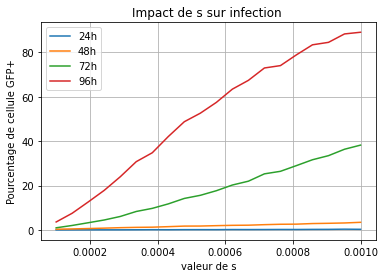 Impact de s sur infection
24h
48h
72h
96h
Pourcentage de cellule GFP+
80
60
40
20
0
0.0002 0.0004 0.0006 0.0008 0.0010
valeur de s